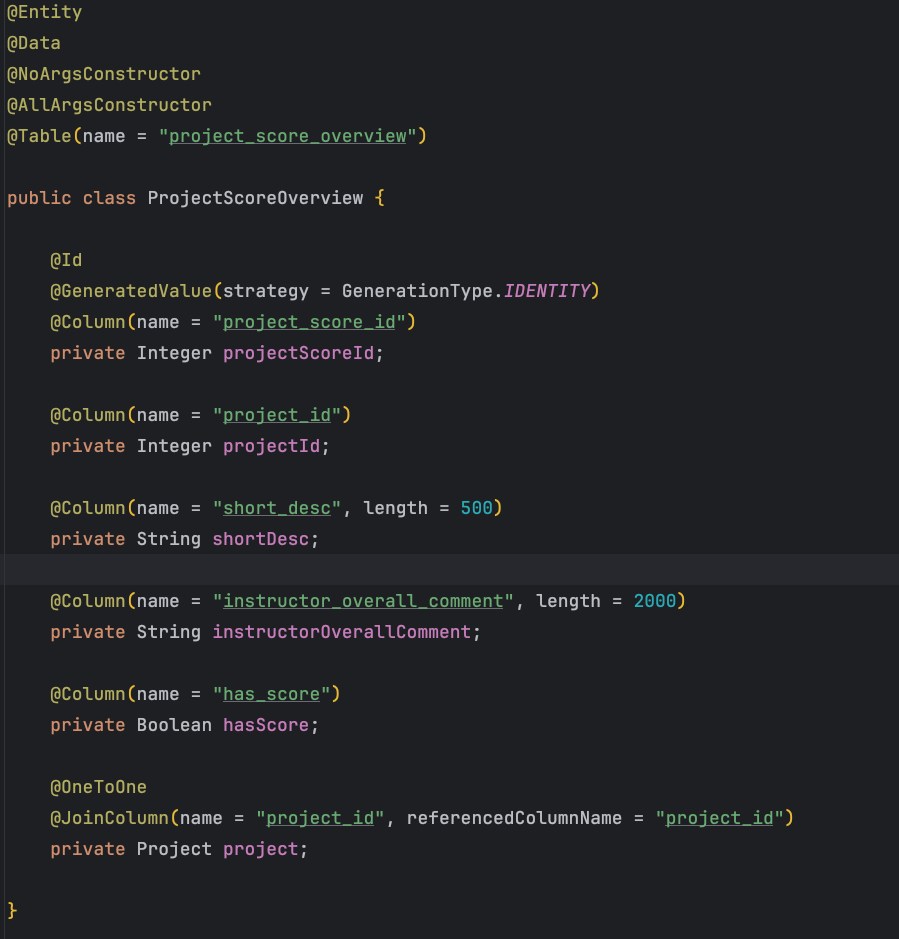 @Entity
@Data
@NoArgsConstructor
@AllArgsConstructor
@Table(name = "project_score_overview")
public class ProjectScoreOverview {
@Id
@GeneratedValue(strategy = GenerationType.IDENTITY)
@Column(name = "project_score_id")
private Integer projectScoreId;
@Column(name = "project_id")
private Integer projectId;
@Column(name = "short_desc", length = 500)
private String shortDesc;
@Column(name = "instructor_overall_comment", length = 2000)
private String instructorOverallComment;
@Column(name = "has_score")
private Boolean hasScore;
@OneToOne
@JoinColumn(name = "project_id", referencedColumnName = "project_id")
private Project project;
}